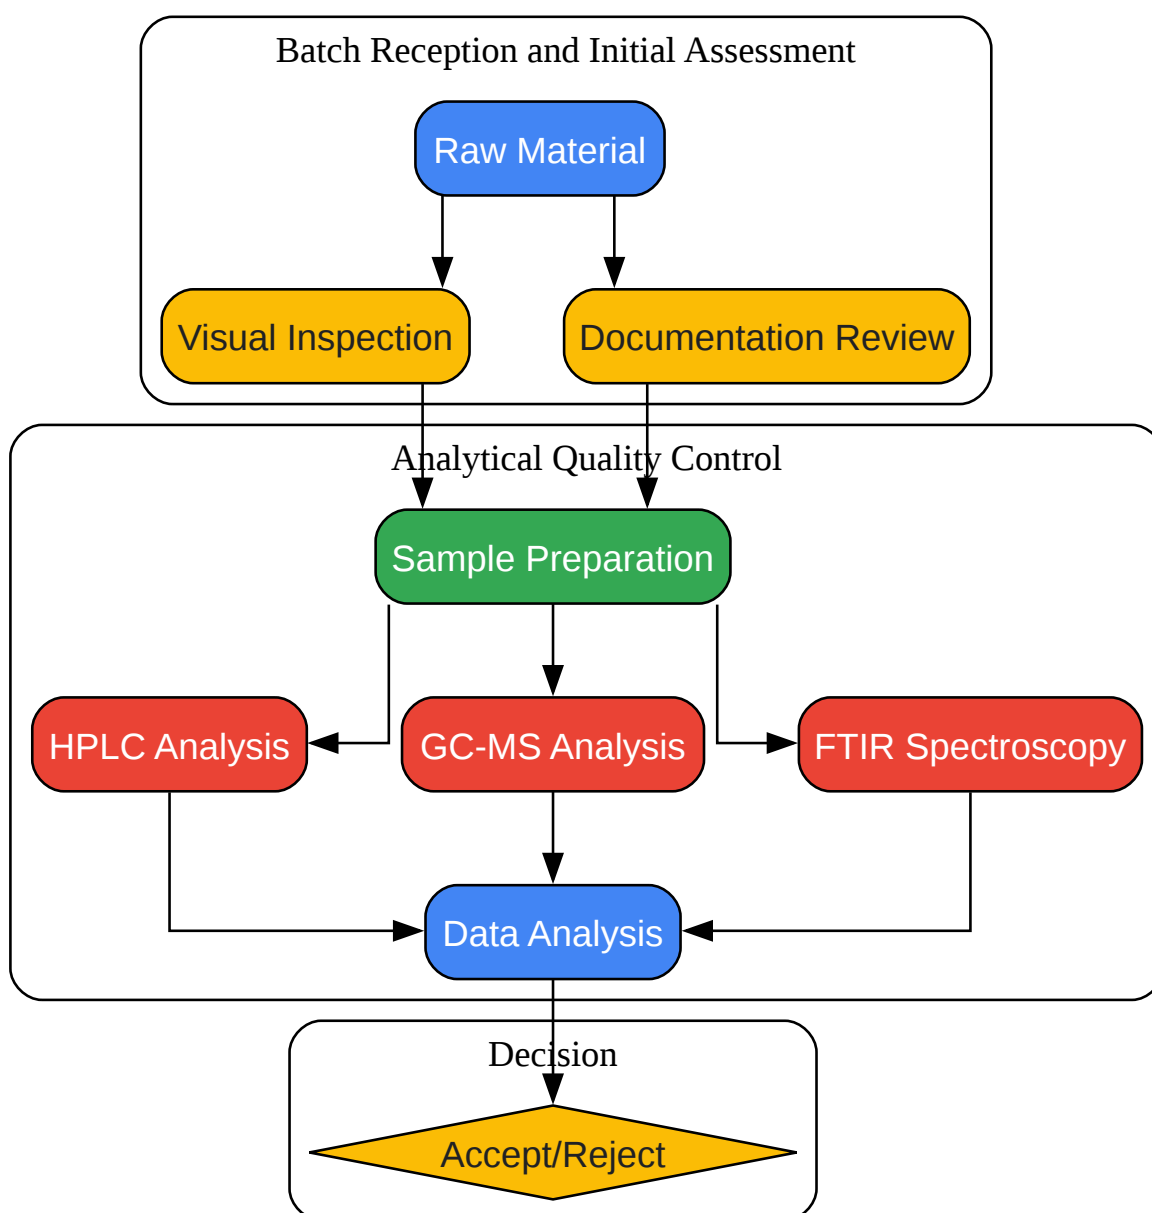 Batch Reception and Initial Assessment
Raw Material
Visual Inspection
Documentation Review
Analytical Quality Control
Sample Preparation
HPLC Analysis
GC-MS Analysis
FTIR Spectroscopy
Data Analysis
Decision
Accept/Reject